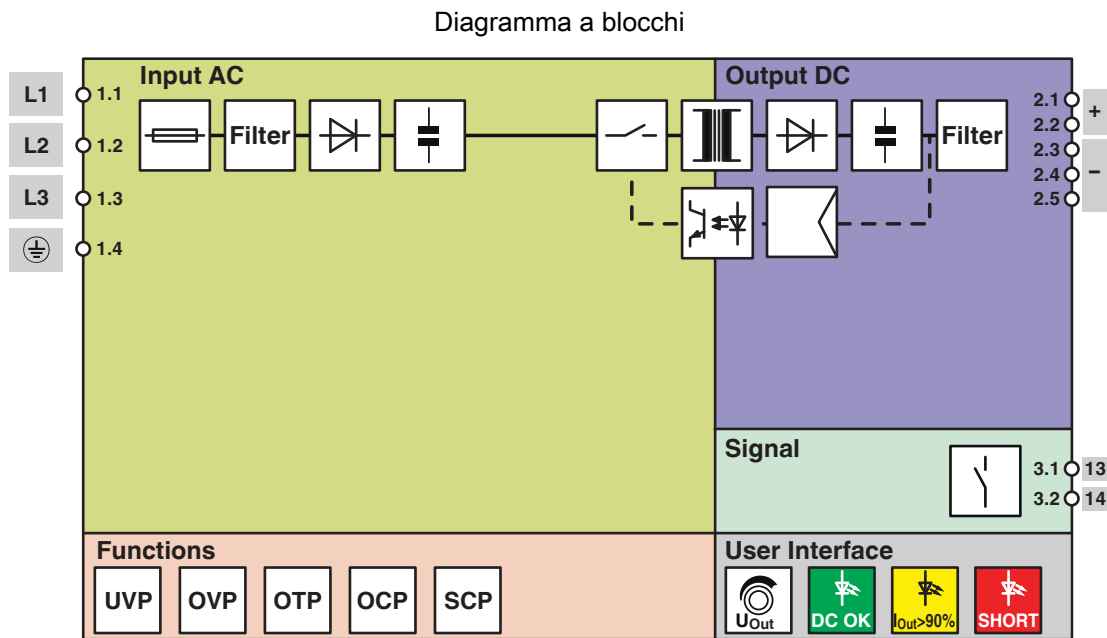 Diagramma a blocchi
Input AC
Output DC
L1
1.1
L2
1.2
L3
1.3
1.4
Filter
Filter
2.1
2.2
2.3
2.4
2.5
+
–
Signal
3.1
13
3.2
14
Functions
UVP
OVP
OTP
OCP
SCP
User Interface
UOut
DC OK
IOut>90%
SHORT